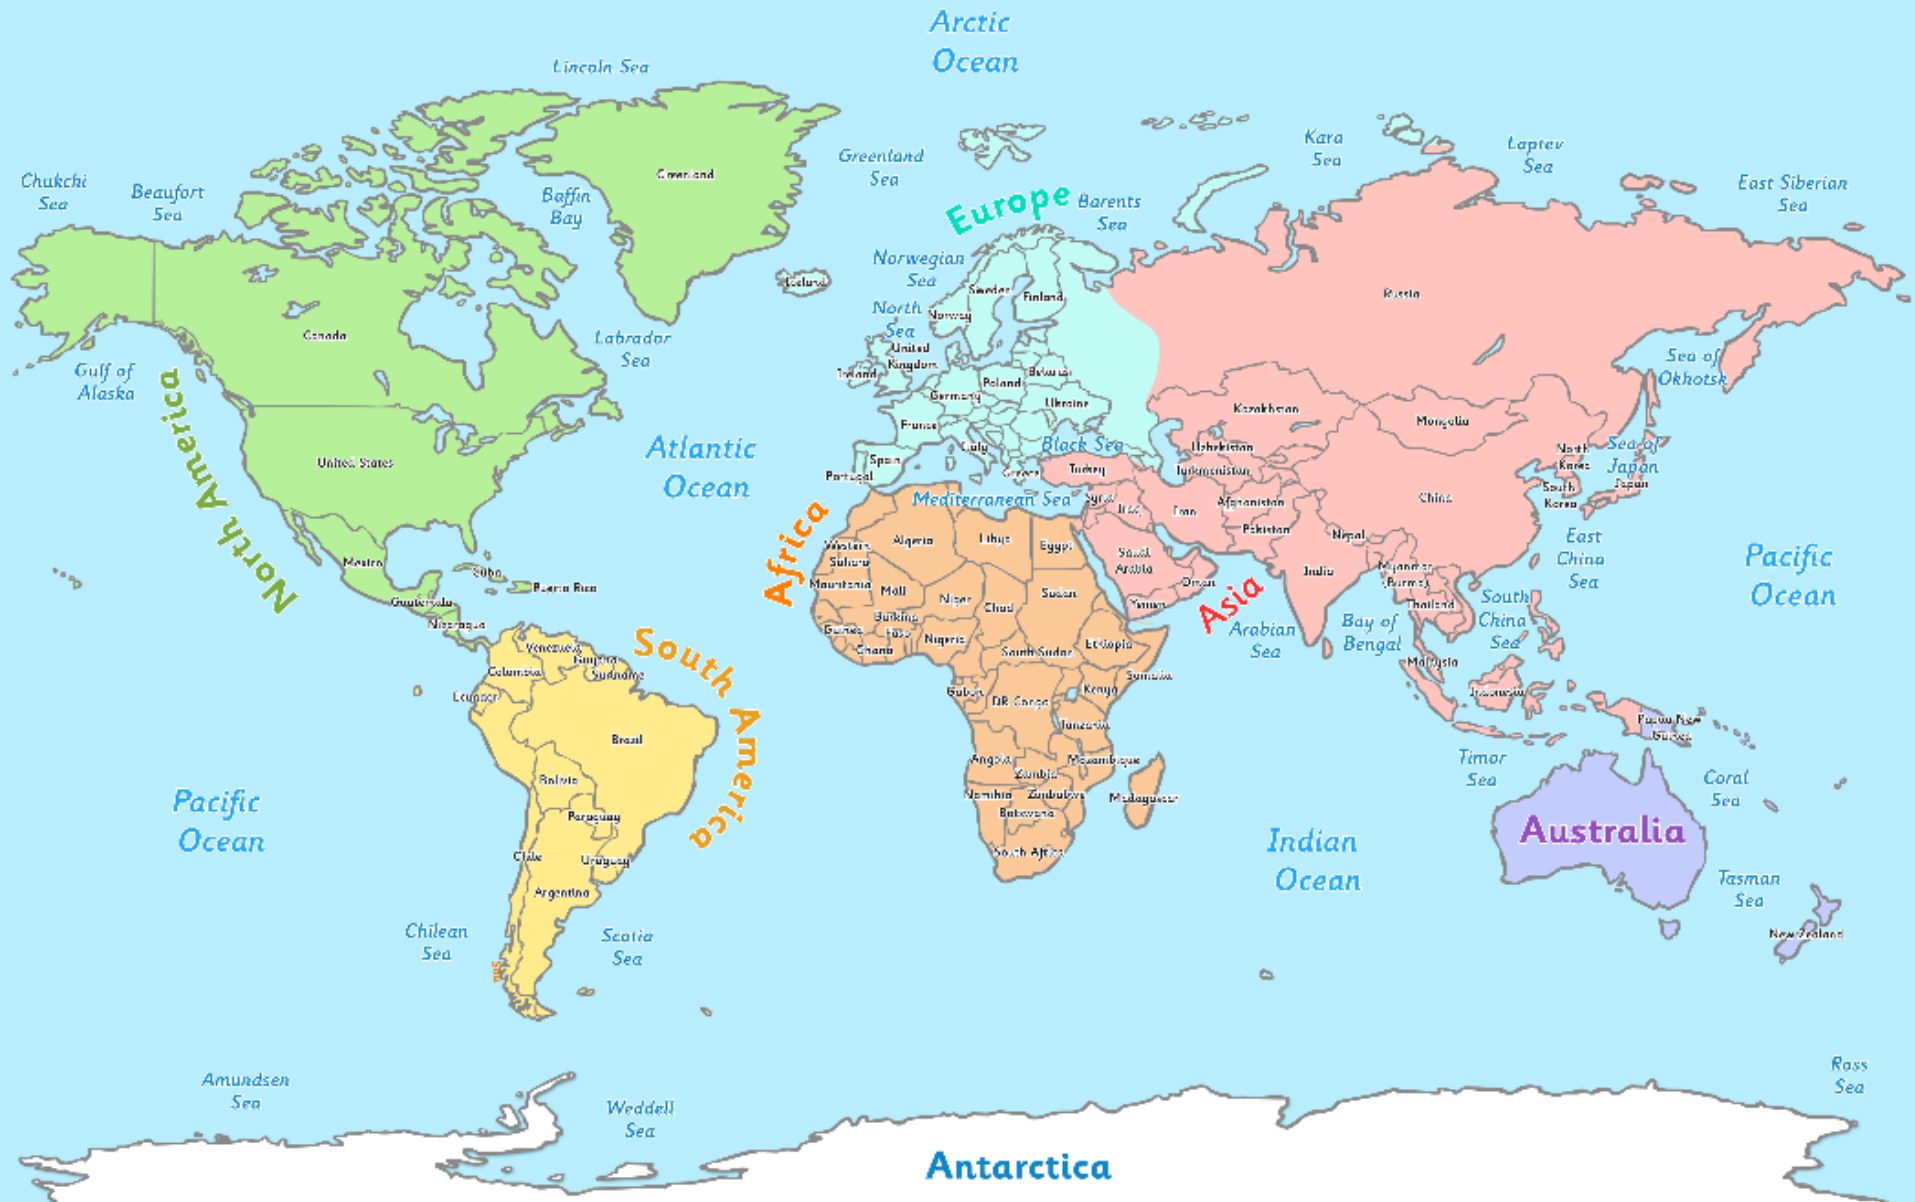 Arctic
Ocean
Lincoln Sea
Greenland
Sea
Kara
Sea
Laptev
Sea
East Siberian
Sea
Chukchi
Sea
Beaufort
Sea
Baffin
Bay
Greenland
Europe
Barents
Sea
Norwegian
Sea
Iceland
Sweden
Finland
Norway
Russia
North
Sea
Canada
Labrador
Sea
Gulf of
Alaska
United
Kingdom
Ireland
Poland
Belarus
Germany
Ukraine
France
Sea of
Okhotsk
Kazakhstan
Mongolia
North America
United States
Atlantic
Ocean
Italy
Black Sea
Spain
Portugal
Greece
Turkey
Uzbekistan
Turkmenistan
North
Korea
Sea of
Japan
Japan
South
Korea
China
Mediterranean Sea
Syria
Iraq
Iran
Afghanistan
Pakistan
Nepal
Africa
Algeria
Libya
Egypt
Western
Sahara
Saudi
Arabia
East
China
Sea
Pacific
Ocean
Mexico
Cuba
Puerto Rico
Guatemala
Nicaragua
Mauritania
Mali
Niger
Chad
Sudan
Oman
Yemen
Asia
India
Myanmar
(Burma)
Thailand
Burkina
Faso
Guinea
Ghana
Nigeria
South Sudan
Ethiopia
Somalia
Arabian
Sea
Bay of
Bengal
South
China
Sea
South America
Venezuela
Guyana
Suriname
Colombia
Ecuador
Gabon
DR Congo
Kenya
Tanzania
Malaysia
Indonesia
Papua New
Guinea
Brazil
Bolivia
Angola
Zambia
Mozambique
Timor
Sea
Coral
Sea
Pacific
Ocean
Paraguay
Namibia
Zimbabwe
Botswana
Madagascar
Australia
Chile
Uruguay
South Africa
Indian
Ocean
Argentina
Tasman
Sea
New Zealand
Chilean
Sea
Scotia
Sea
Sou
Amundsen
Sea
Weddell
Sea
Ross
Sea
Antarctica